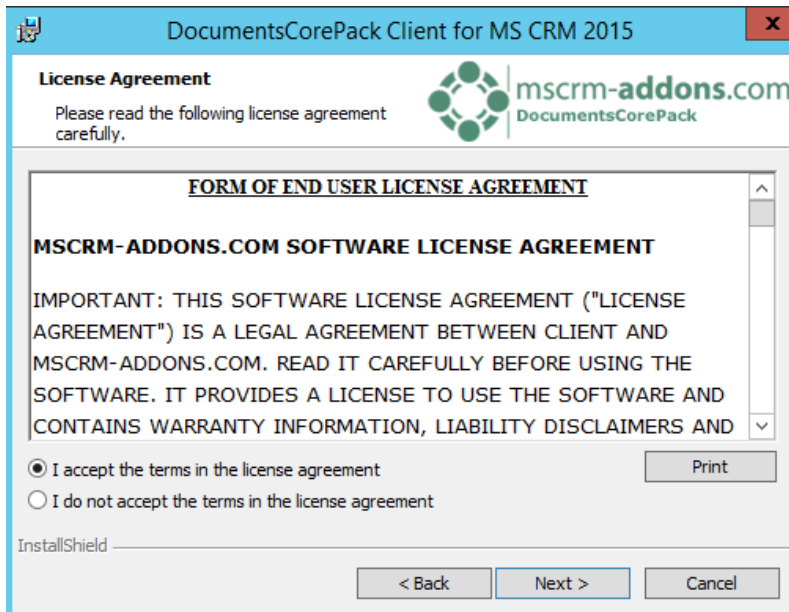 DocumentsCorePack Client for MS CRM 2015
x
License Agreement
Please read the following license agreement
carefully.
mscrm-addons.com
DocumentsCorePack
FORM OF END USER LICENSE AGREEMENT
MSCRM-ADDONS.COM SOFTWARE LICENSE AGREEMENT
IMPORTANT: THIS SOFTWARE LICENSE AGREEMENT ("LICENSE
AGREEMENT") IS A LEGAL AGREEMENT BETWEEN CLIENT AND
MSCRM-ADDONS.COM. READ IT CAREFULLY BEFORE USING THE
SOFTWARE. IT PROVIDES A LICENSE TO USE THE SOFTWARE AND
CONTAINS WARRANTY INFORMATION, LIABILITY DISCLAIMERS AND
I accept the terms in the license agreement
Print
I do not accept the terms in the license agreement
InstallShield
< Back Next > Cancel